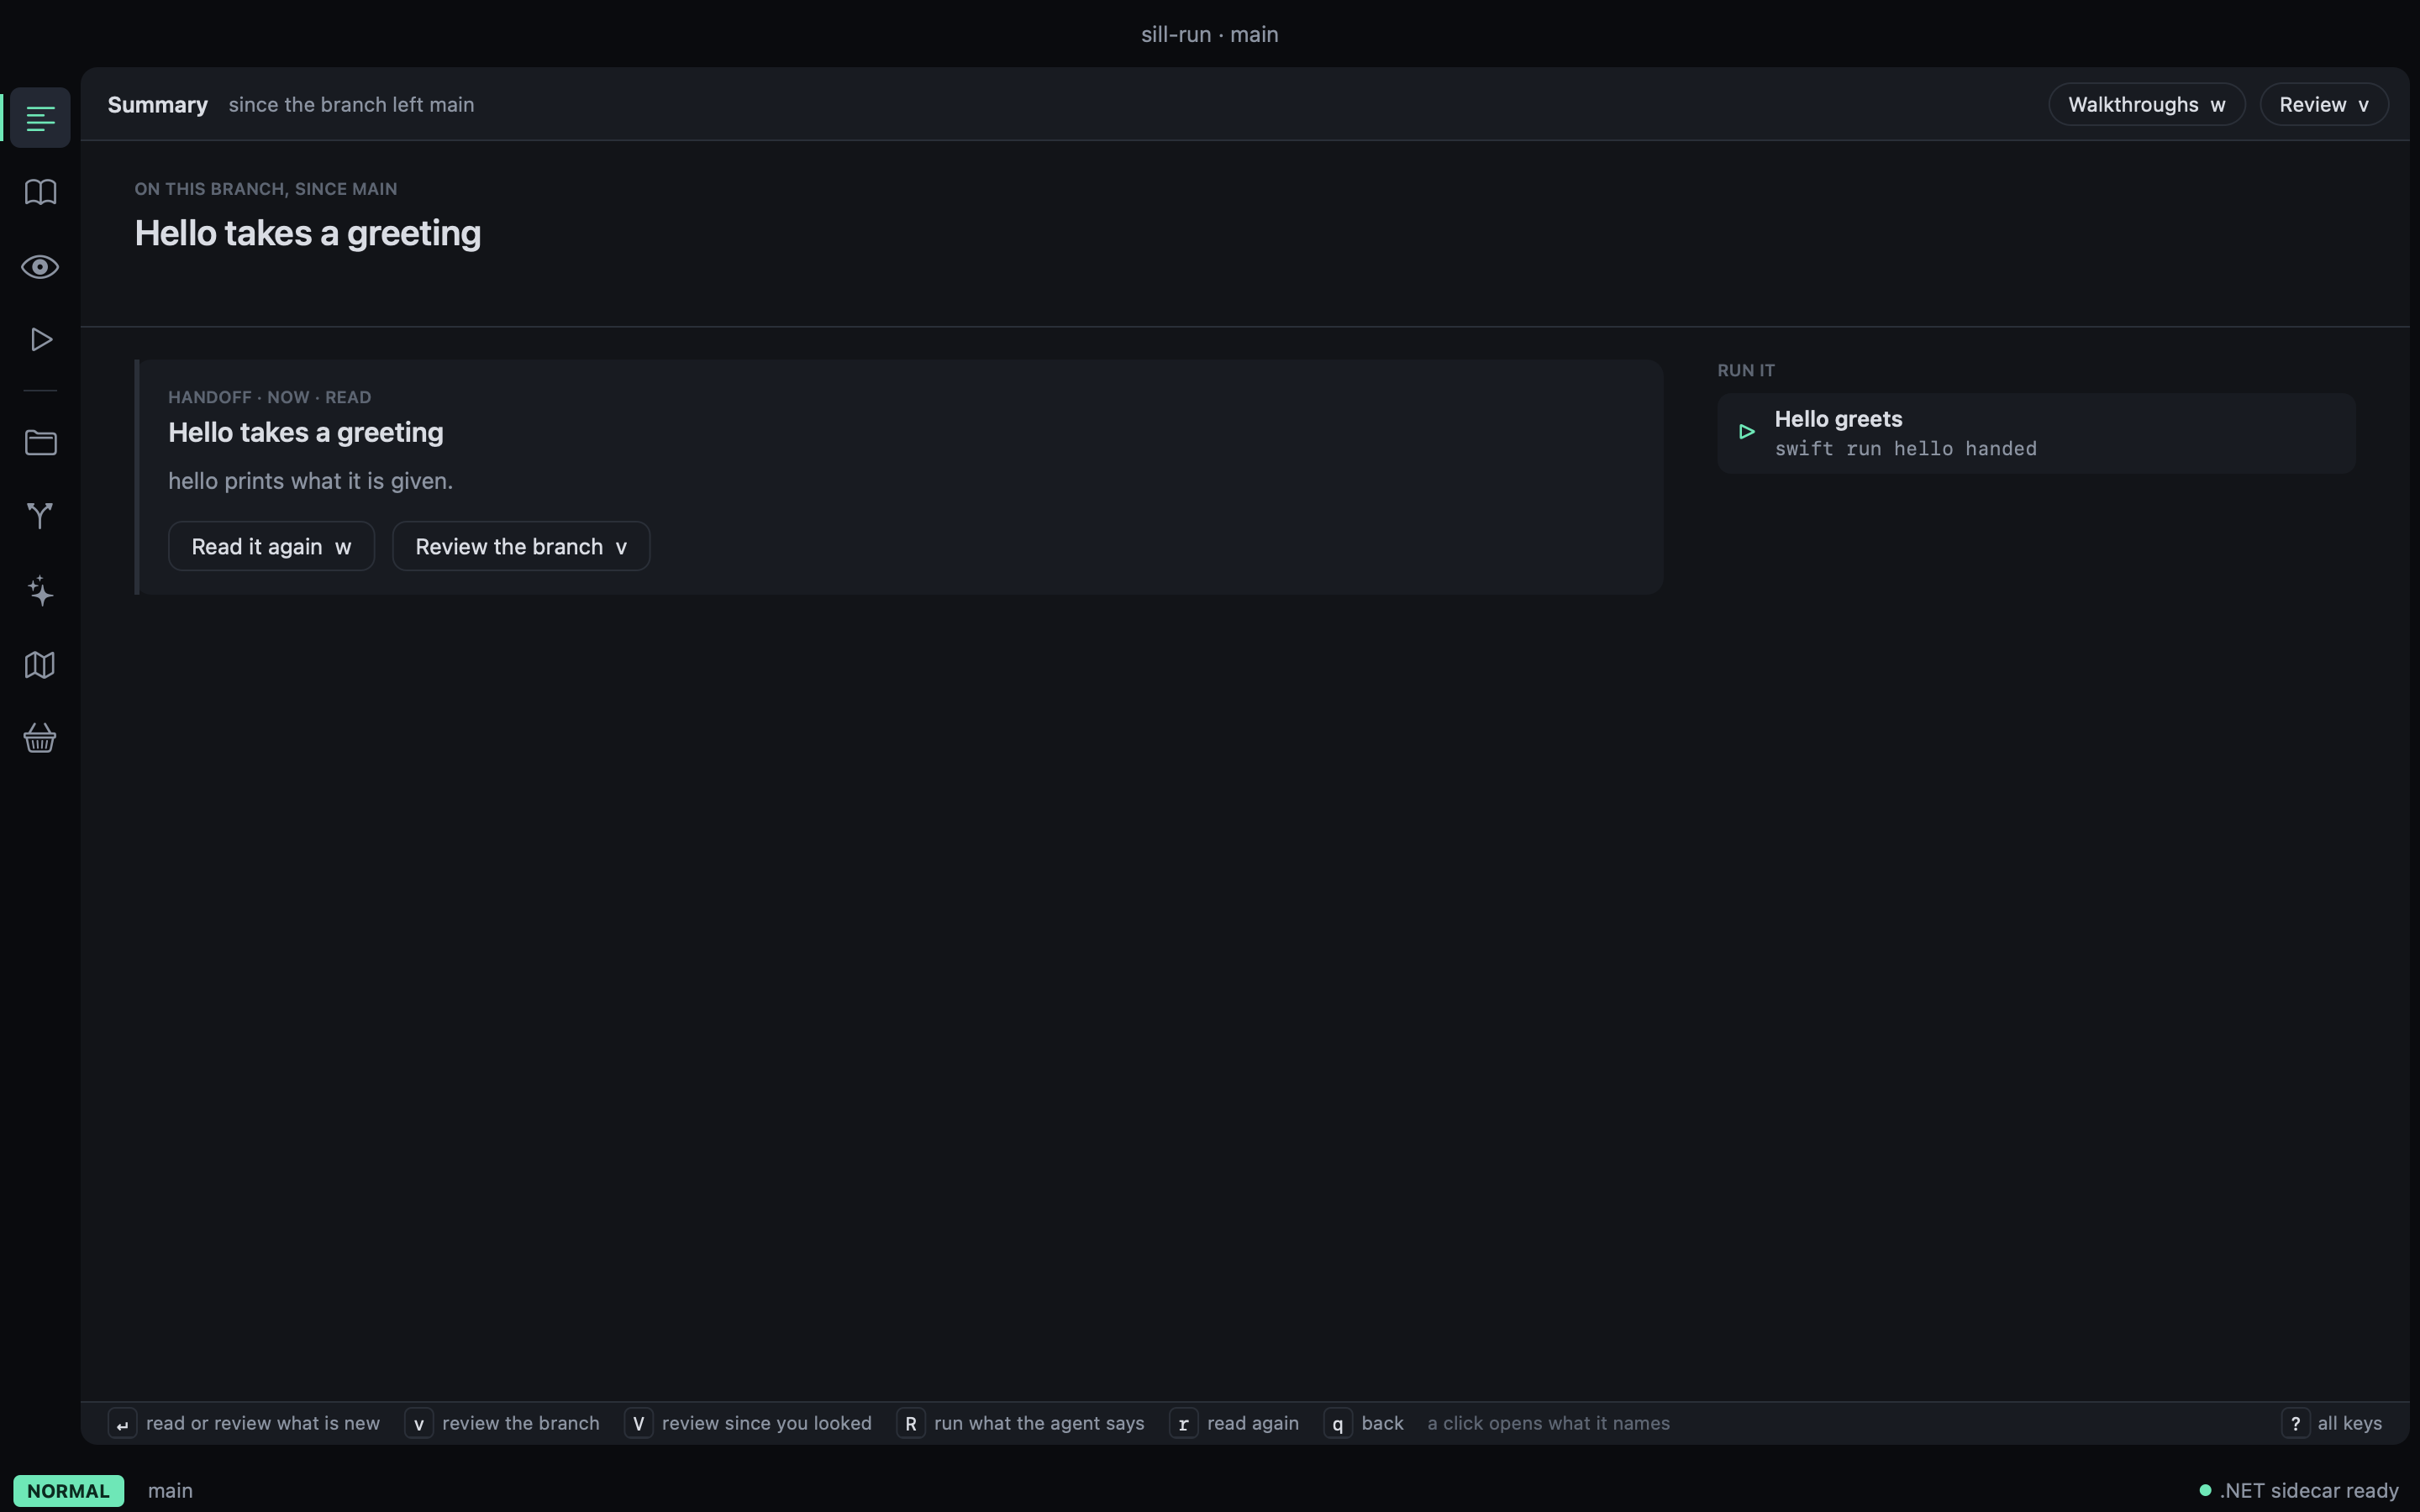 sill-run · main
Summary since the branch left main
Walkthroughs w Review v
ON THIS BRANCH, SINCE MAIN
Hello takes a greeting
HANDOFF · NOW · READ
Hello takes a greeting
hello prints what it is given.
Read it again w Review the branch v
RUN IT
Hello greets
swift run hello handed
↵ read or review what is new v review the branch V review since you looked R run what the agent says r read again q back a click opens what it names ? all keys
NORMAL main .NET sidecar ready